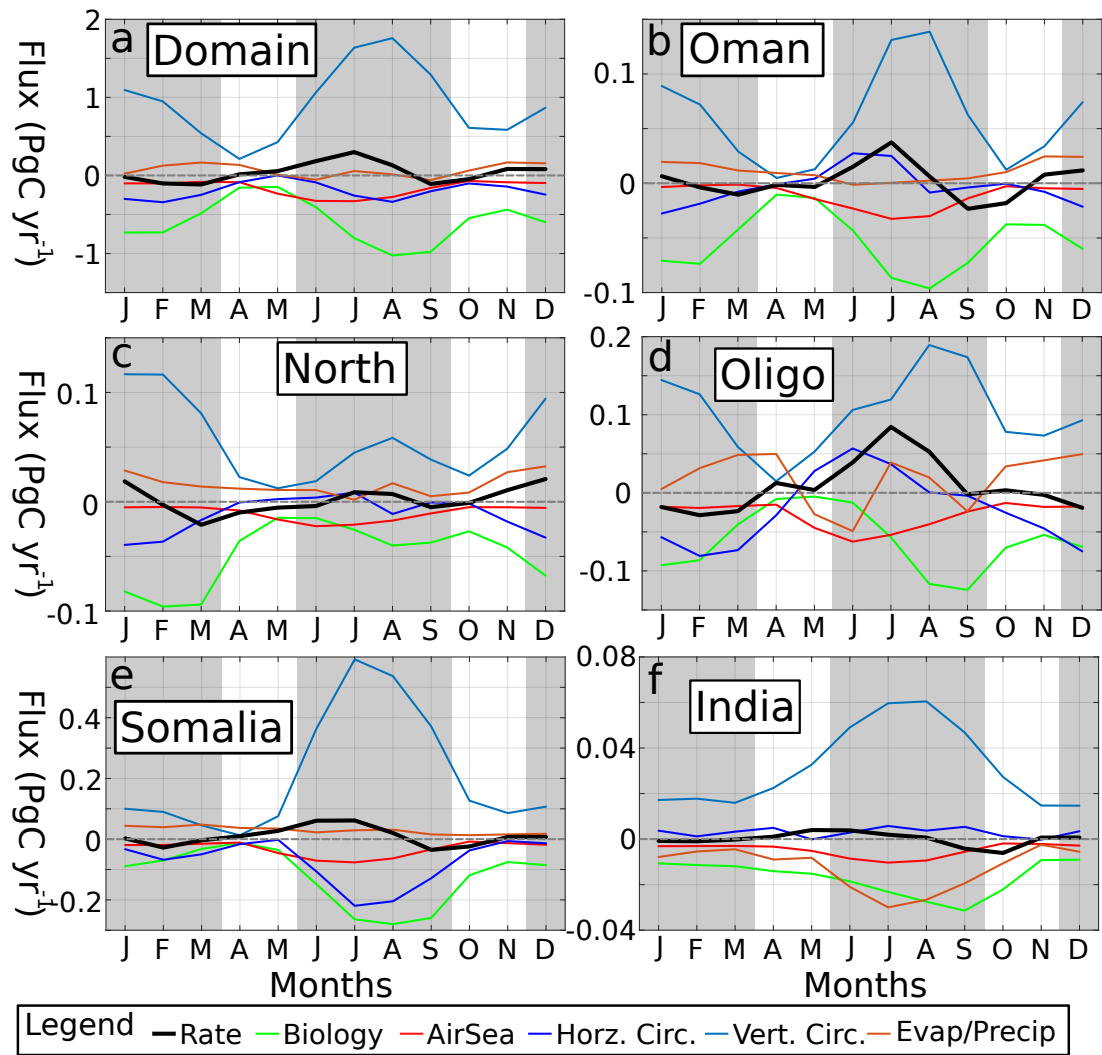 a Domain
Flux (PgC yr-1)
2
1
0
-1
J F M A M J J A S O N D
b Oman
0.1
0
-0.1
J F M A M J J A S O N D
c North
Flux (PgC yr-1)
0.1
0
-0.1
J F M A M J J A S O N D
d Oligo
0.2
0.1
0
-0.1
J F M A M J J A S O N D
e Somalia
Flux (PgC yr-1)
0.4
0.2
0
-0.2
J F M A M J J A S O N D
Months
f India
0.08
0.04
0
-0.04
J F M A M J J A S O N D
Months
Legend Rate Biology AirSea Horz. Circ. Vert. Circ. Evap/Precip